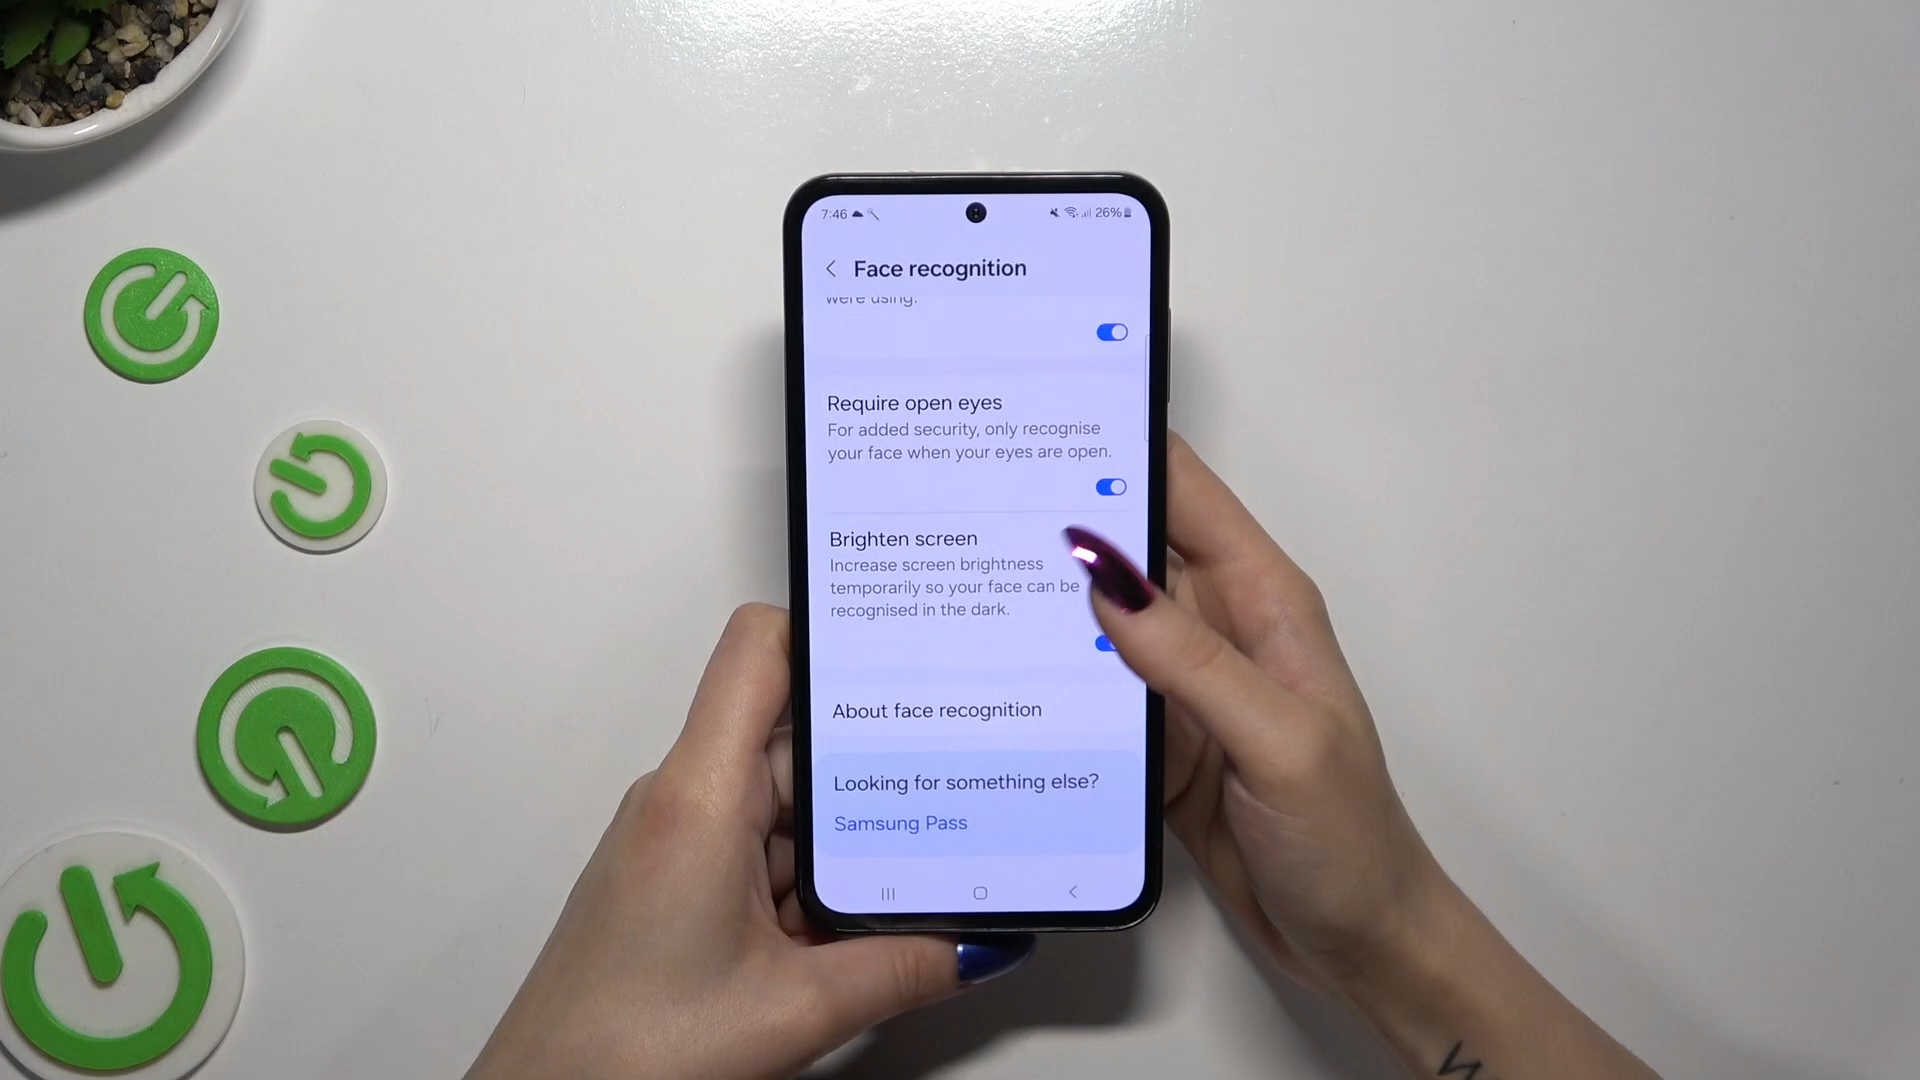 7:46 26%
Face recognition
were using.
Require open eyes
For added security, only recognise
your face when your eyes are open.
Brighten screen
Increase screen brightness
temporarily so your face can be
recognised in the dark.
About face recognition
Looking for something else?
Samsung Pass